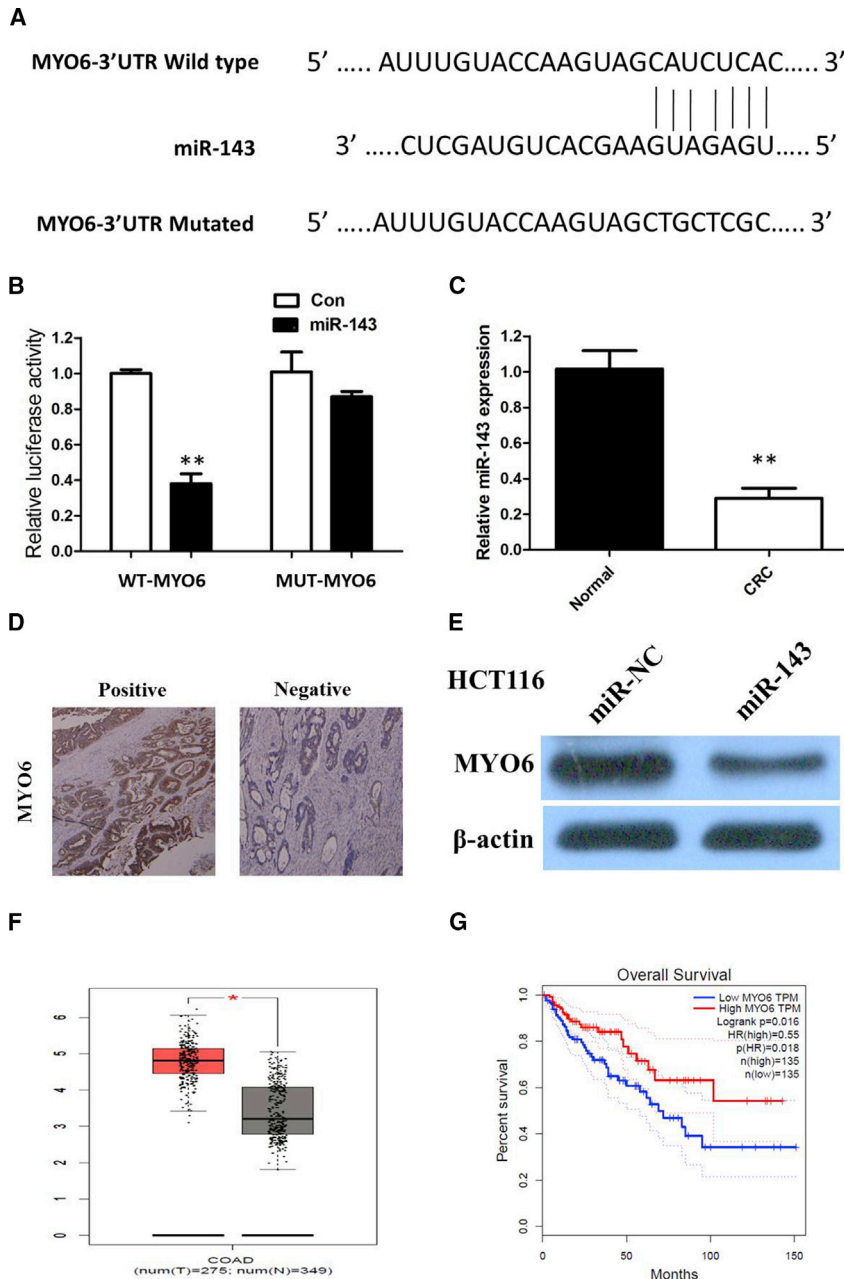 A
MYO6-3'UTR Wild type 5' ..... AUUUGUACCAAGUAGCAUCUCAC..... 3'
miR-143 3' .....CUCGAUGUCACGAAGUAGAGU..... 5'
MYO6-3'UTR Mutated 5' .....AUUUGUACCAAGUAGCTGCTCGC..... 3'
B
Con
miR-143
Relative luciferase activity
1.2
1.0
0.8
0.6
0.4
0.2
0.0
**
WT-MYO6 MUT-MYO6
C
Relative miR-143 expression
1.2
1.0
0.8
0.6
0.4
0.2
0.0
**
Normal CRC
D
Positive Negative
MYO6
E
HCT116 miR-NC miR-143
MYO6
β-actin
F
*
6
5
4
3
2
1
0
COAD
(num(T)=275; num(N)=349)
G
Overall Survival
Low MYO6 TPM
High MYO6 TPM
Logrank p=0.016
HR(high)=0.55
p(HR)=0.018
n(high)=135
n(low)=135
Percent survival
1.0
0.8
0.6
0.4
0.2
0.0
0 50 100 150
Months